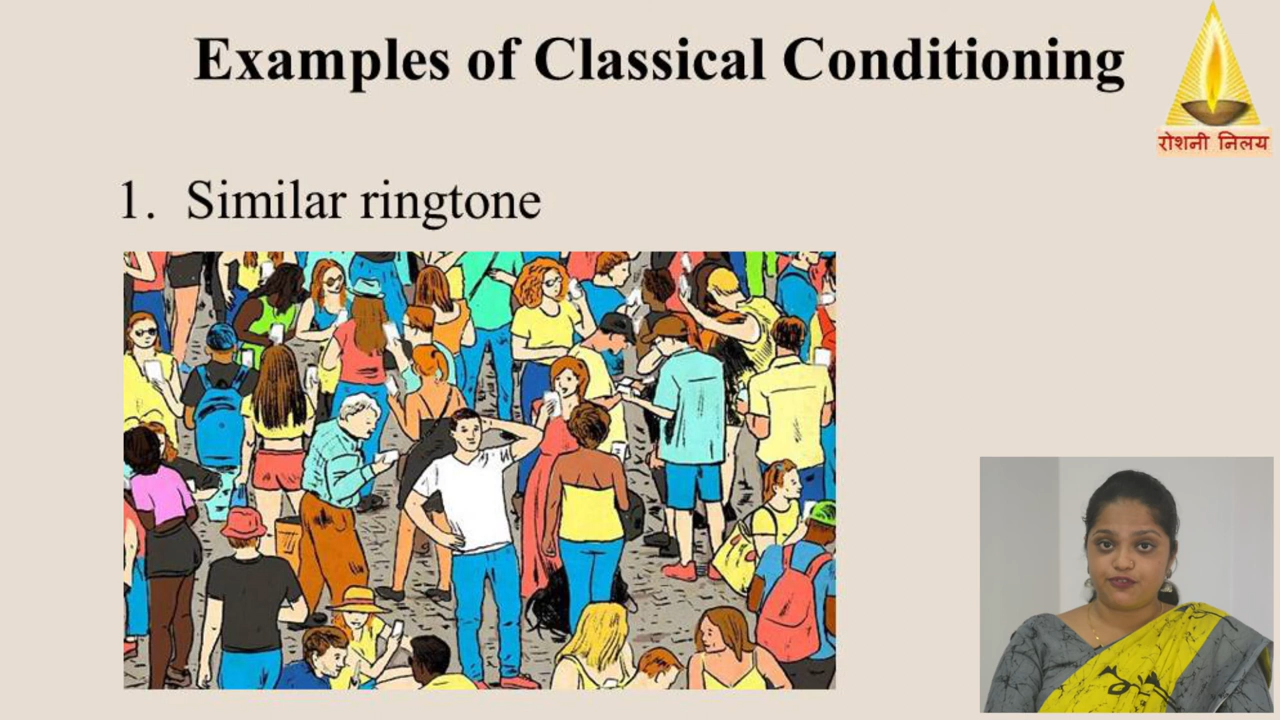 Examples of Classical Conditioning
रोशनी निलय
1. Similar ringtone